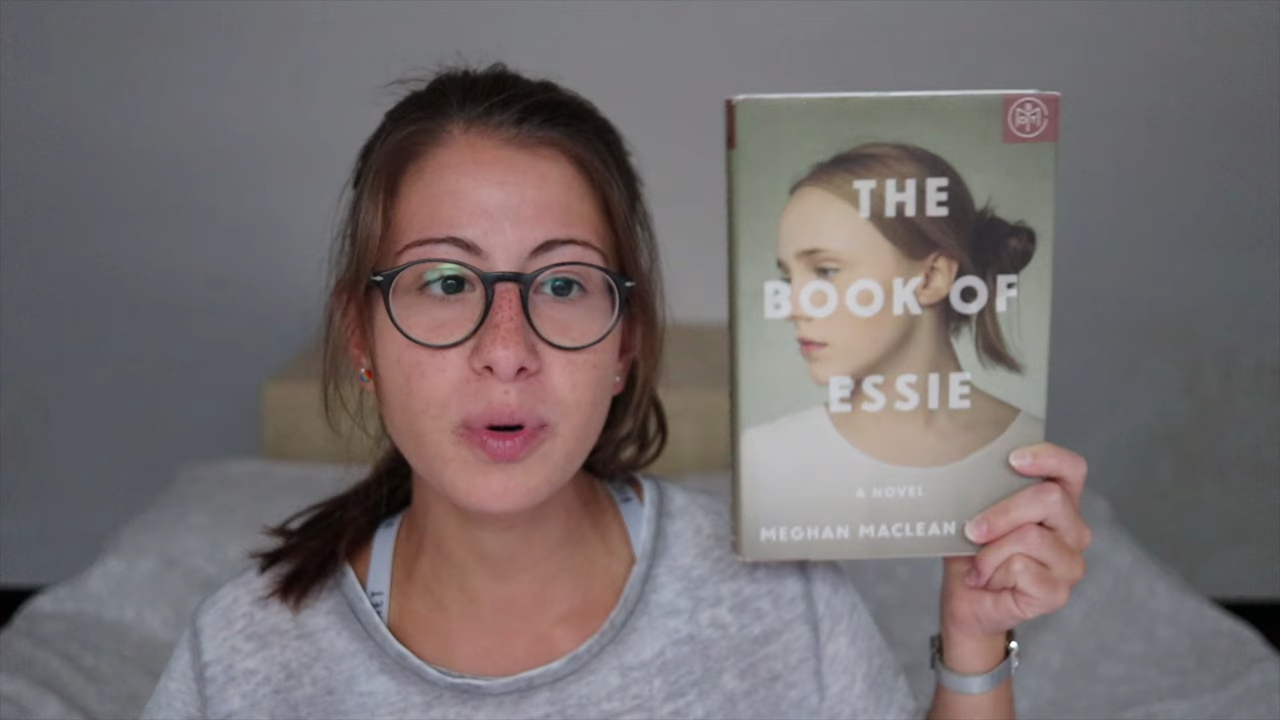 THE
BOOK OF
ESSIE
A NOVEL
MEGHAN MACLEAN